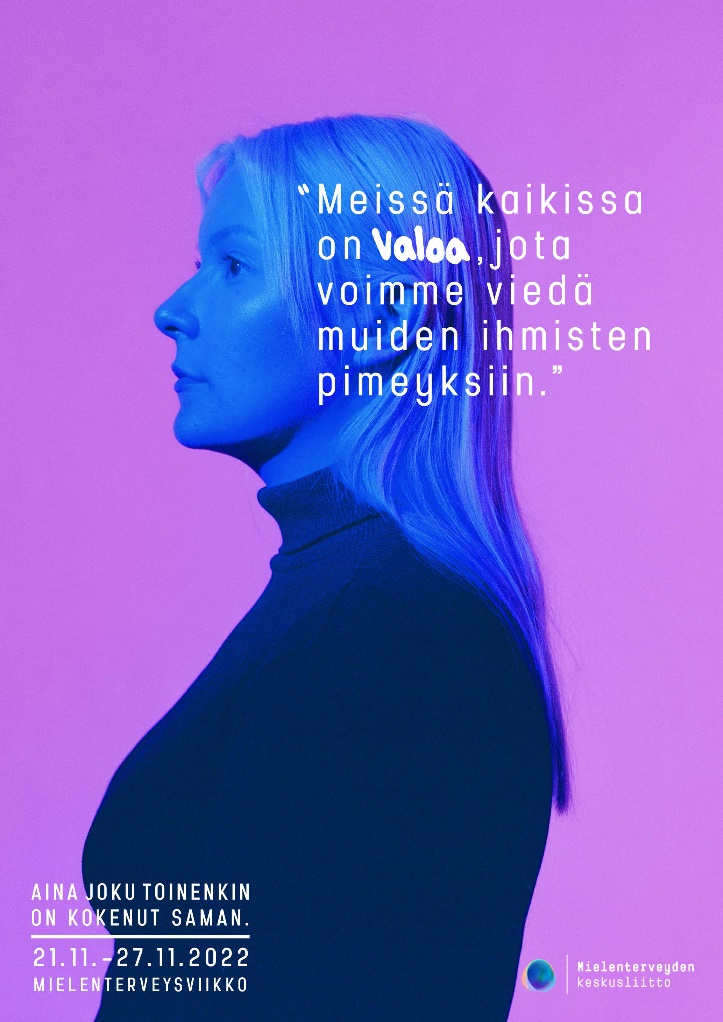 “Meissä kaikissa
on valoa, jota
voimme viedä
muiden ihmisten
pimeyksiin.”
AINA JOKU TOINENKIN
ON KOKENUT SAMAN.
21.11.–27.11.2022
MIELENTERVEYSVIIKKO
Mielenterveyden
keskusliitto